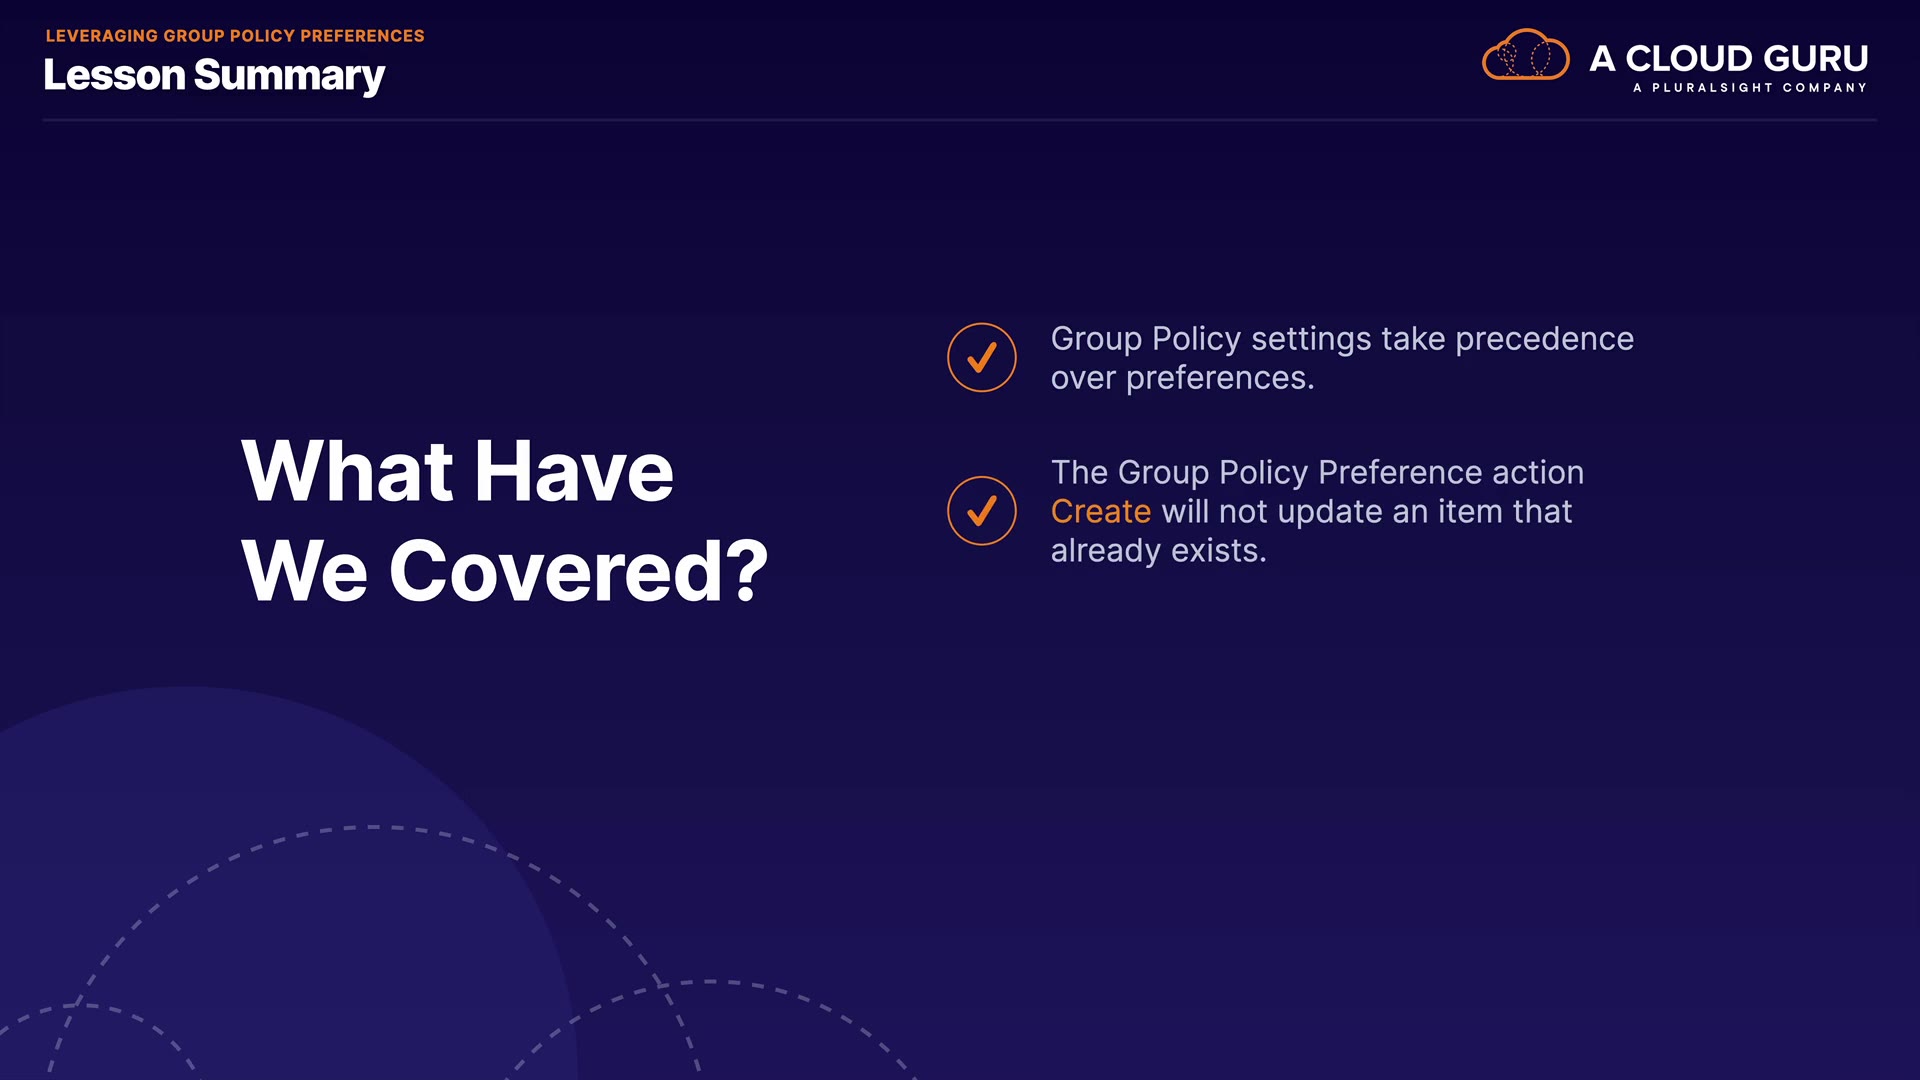 LEVERAGING GROUP POLICY PREFERENCES
Lesson Summary
A CLOUD GURU
A PLURALSIGHT COMPANY
What Have
We Covered?
Group Policy settings take precedence
over preferences.
The Group Policy Preference action
Create will not update an item that
already exists.